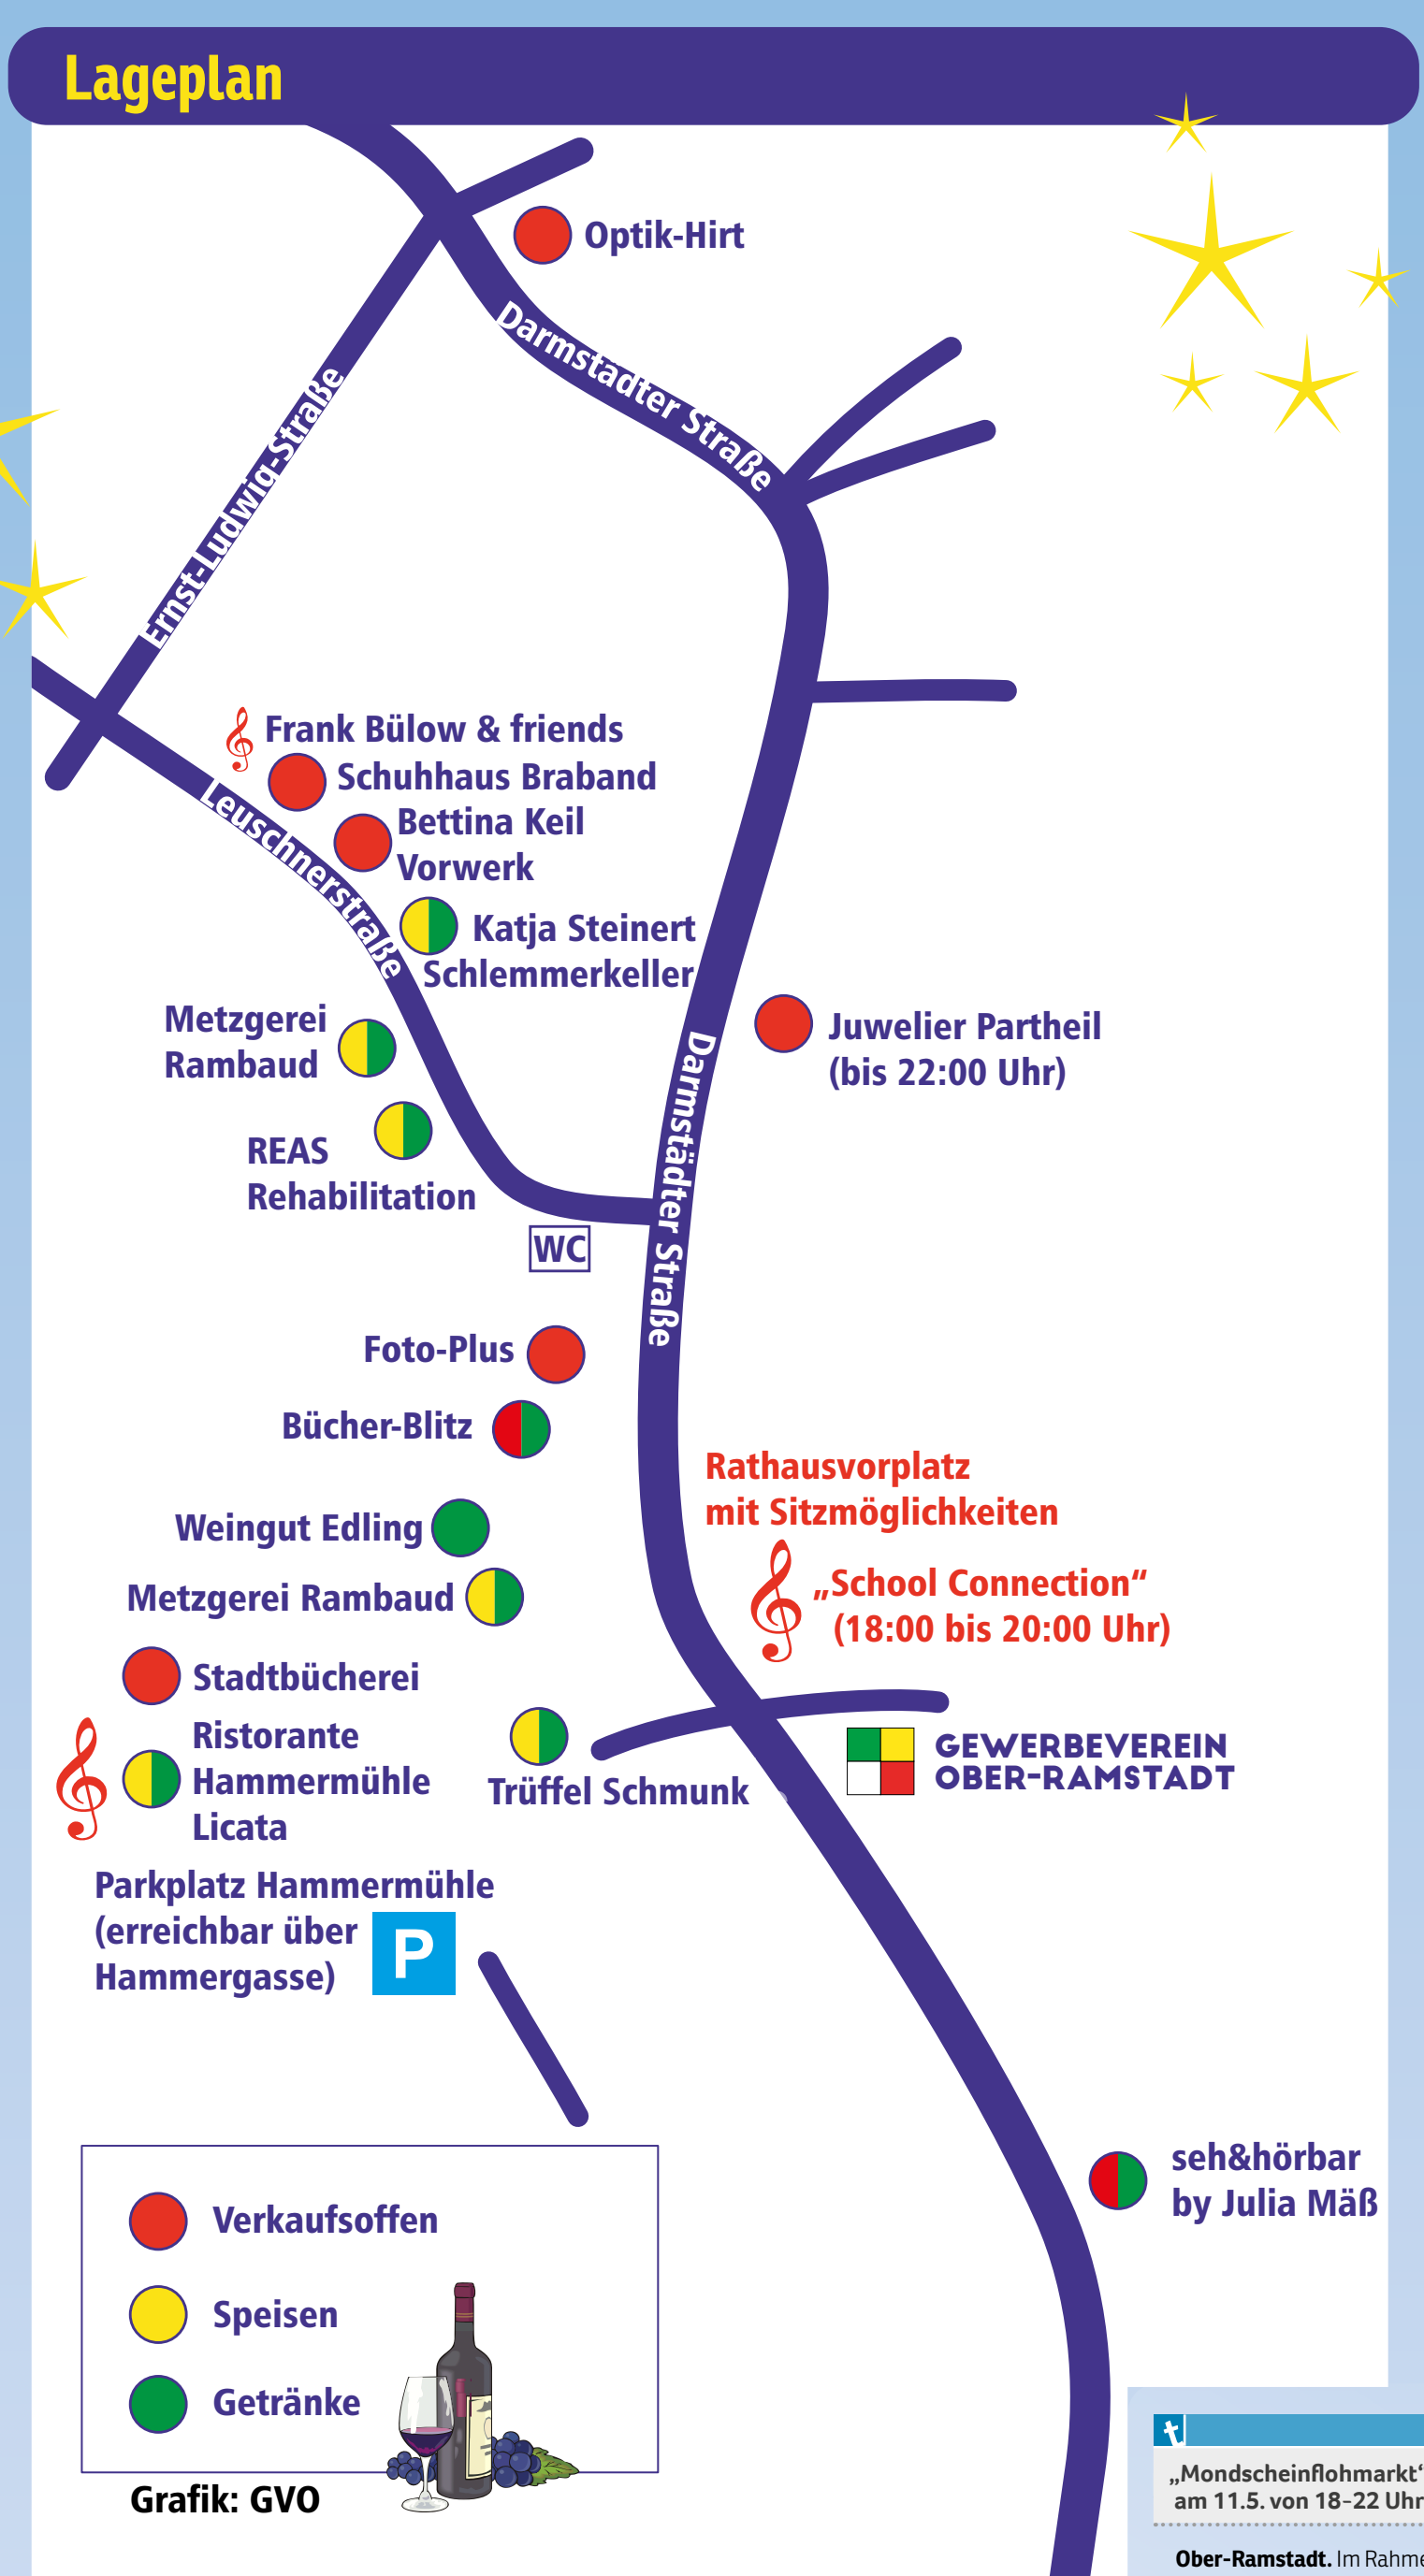 Lageplan
Optik-Hirt
Darmstädter Straße
Ernst-Ludwig-Straße
Frank Bülow & friends
Schuhhaus Braband
Bettina Keil
Vorwerk
Leuschnerstraße
Katja Steinert
Schlemmerkeller
Metzgerei
Rambaud
Juwelier Partheil
(bis 22:00 Uhr)
Darmstädter Straße
REAS
Rehabilitation
WC
Foto-Plus
Bücher-Blitz
Rathausvorplatz
mit Sitzmöglichkeiten
Weingut Edling
„School Connection“
(18:00 bis 20:00 Uhr)
Metzgerei Rambaud
Stadtbücherei
Ristorante
Hammermühle
Licata
Trüffel Schmunk
GEWERBEVEREIN
OBER-RAMSTADT
Parkplatz Hammermühle
(erreichbar über
Hammergasse)
P
seh&hörbar
by Julia Mäß
Verkaufsoffen
Speisen
Getränke
Grafik: GVO
t
„Mondscheinflohmarkt“
am 11.5. von 18-22 Uhr
Ober-Ramstadt. Im Rahme